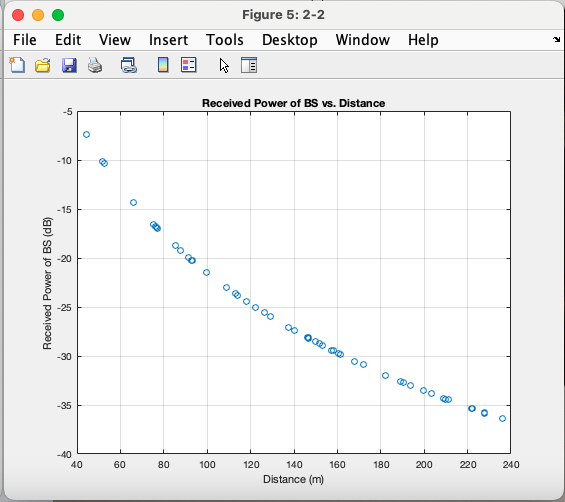 Figure 5: 2-2
File Edit View Insert Tools Desktop Window Help
Received Power of BS vs. Distance
-5
-10
-15
-20
-25
-30
-35
-40
Received Power of BS (dB)
40 60 80 100 120 140 160 180 200 220 240
Distance (m)